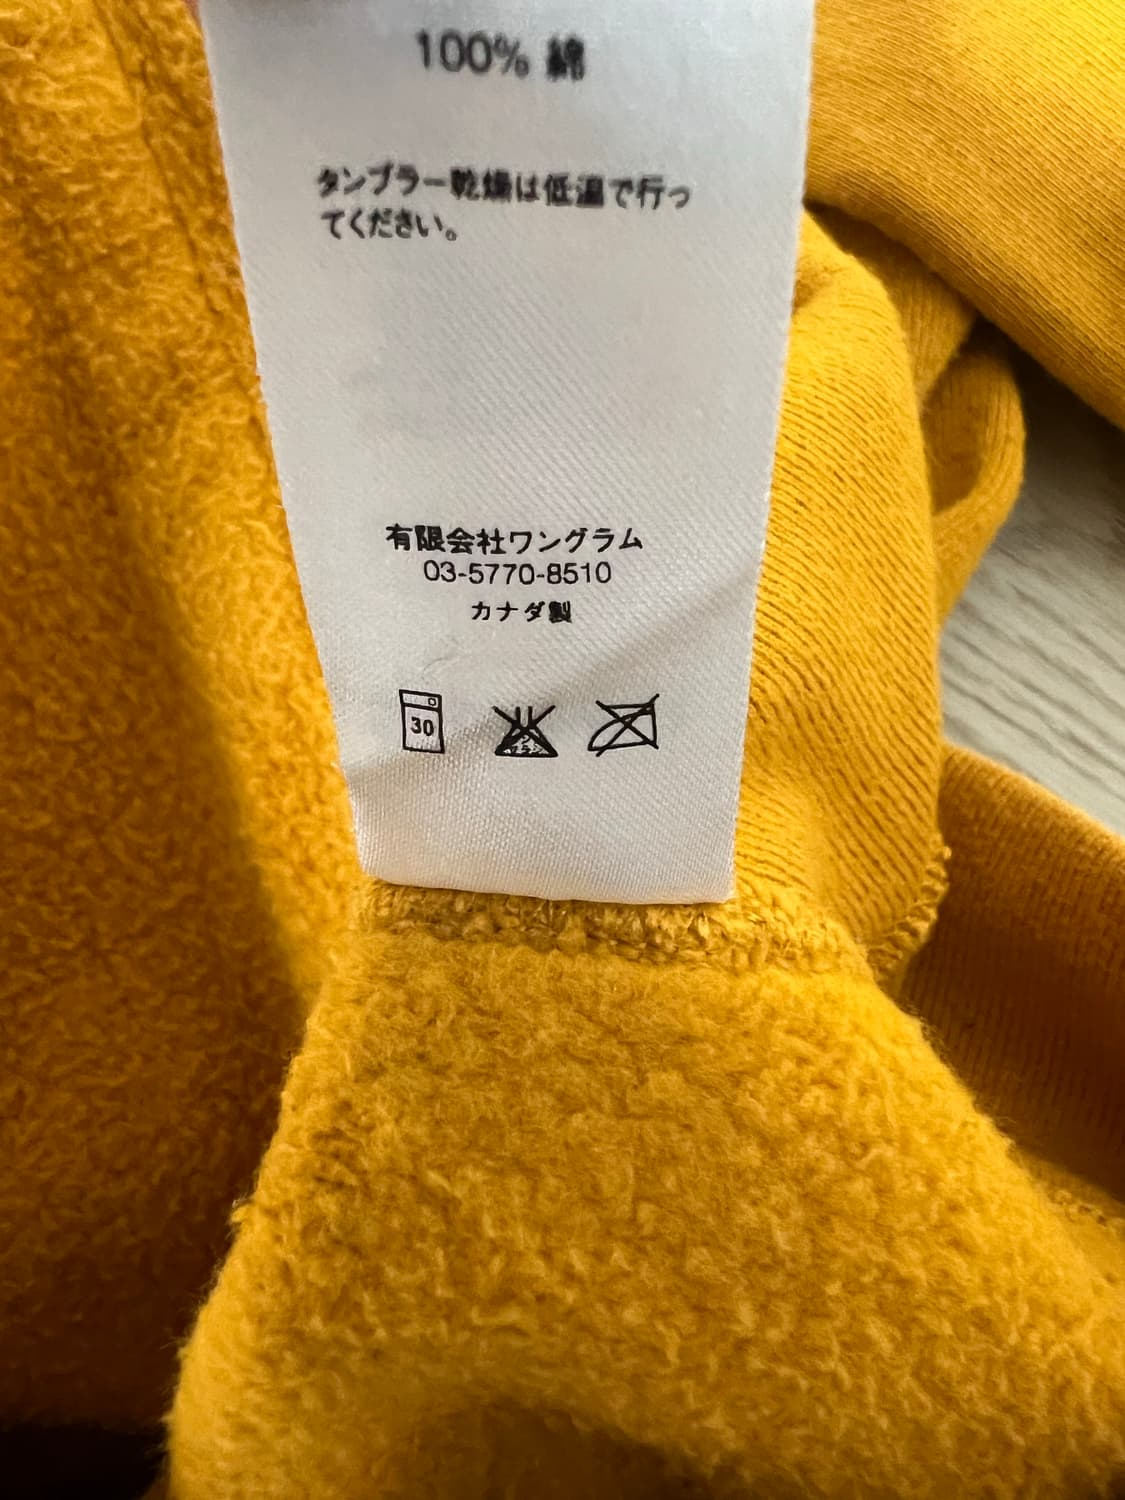 100% 綿
タンブラー乾燥は低温で行っ
てください。
有限会社ワングラム
03-5770-8510
カナダ製
30